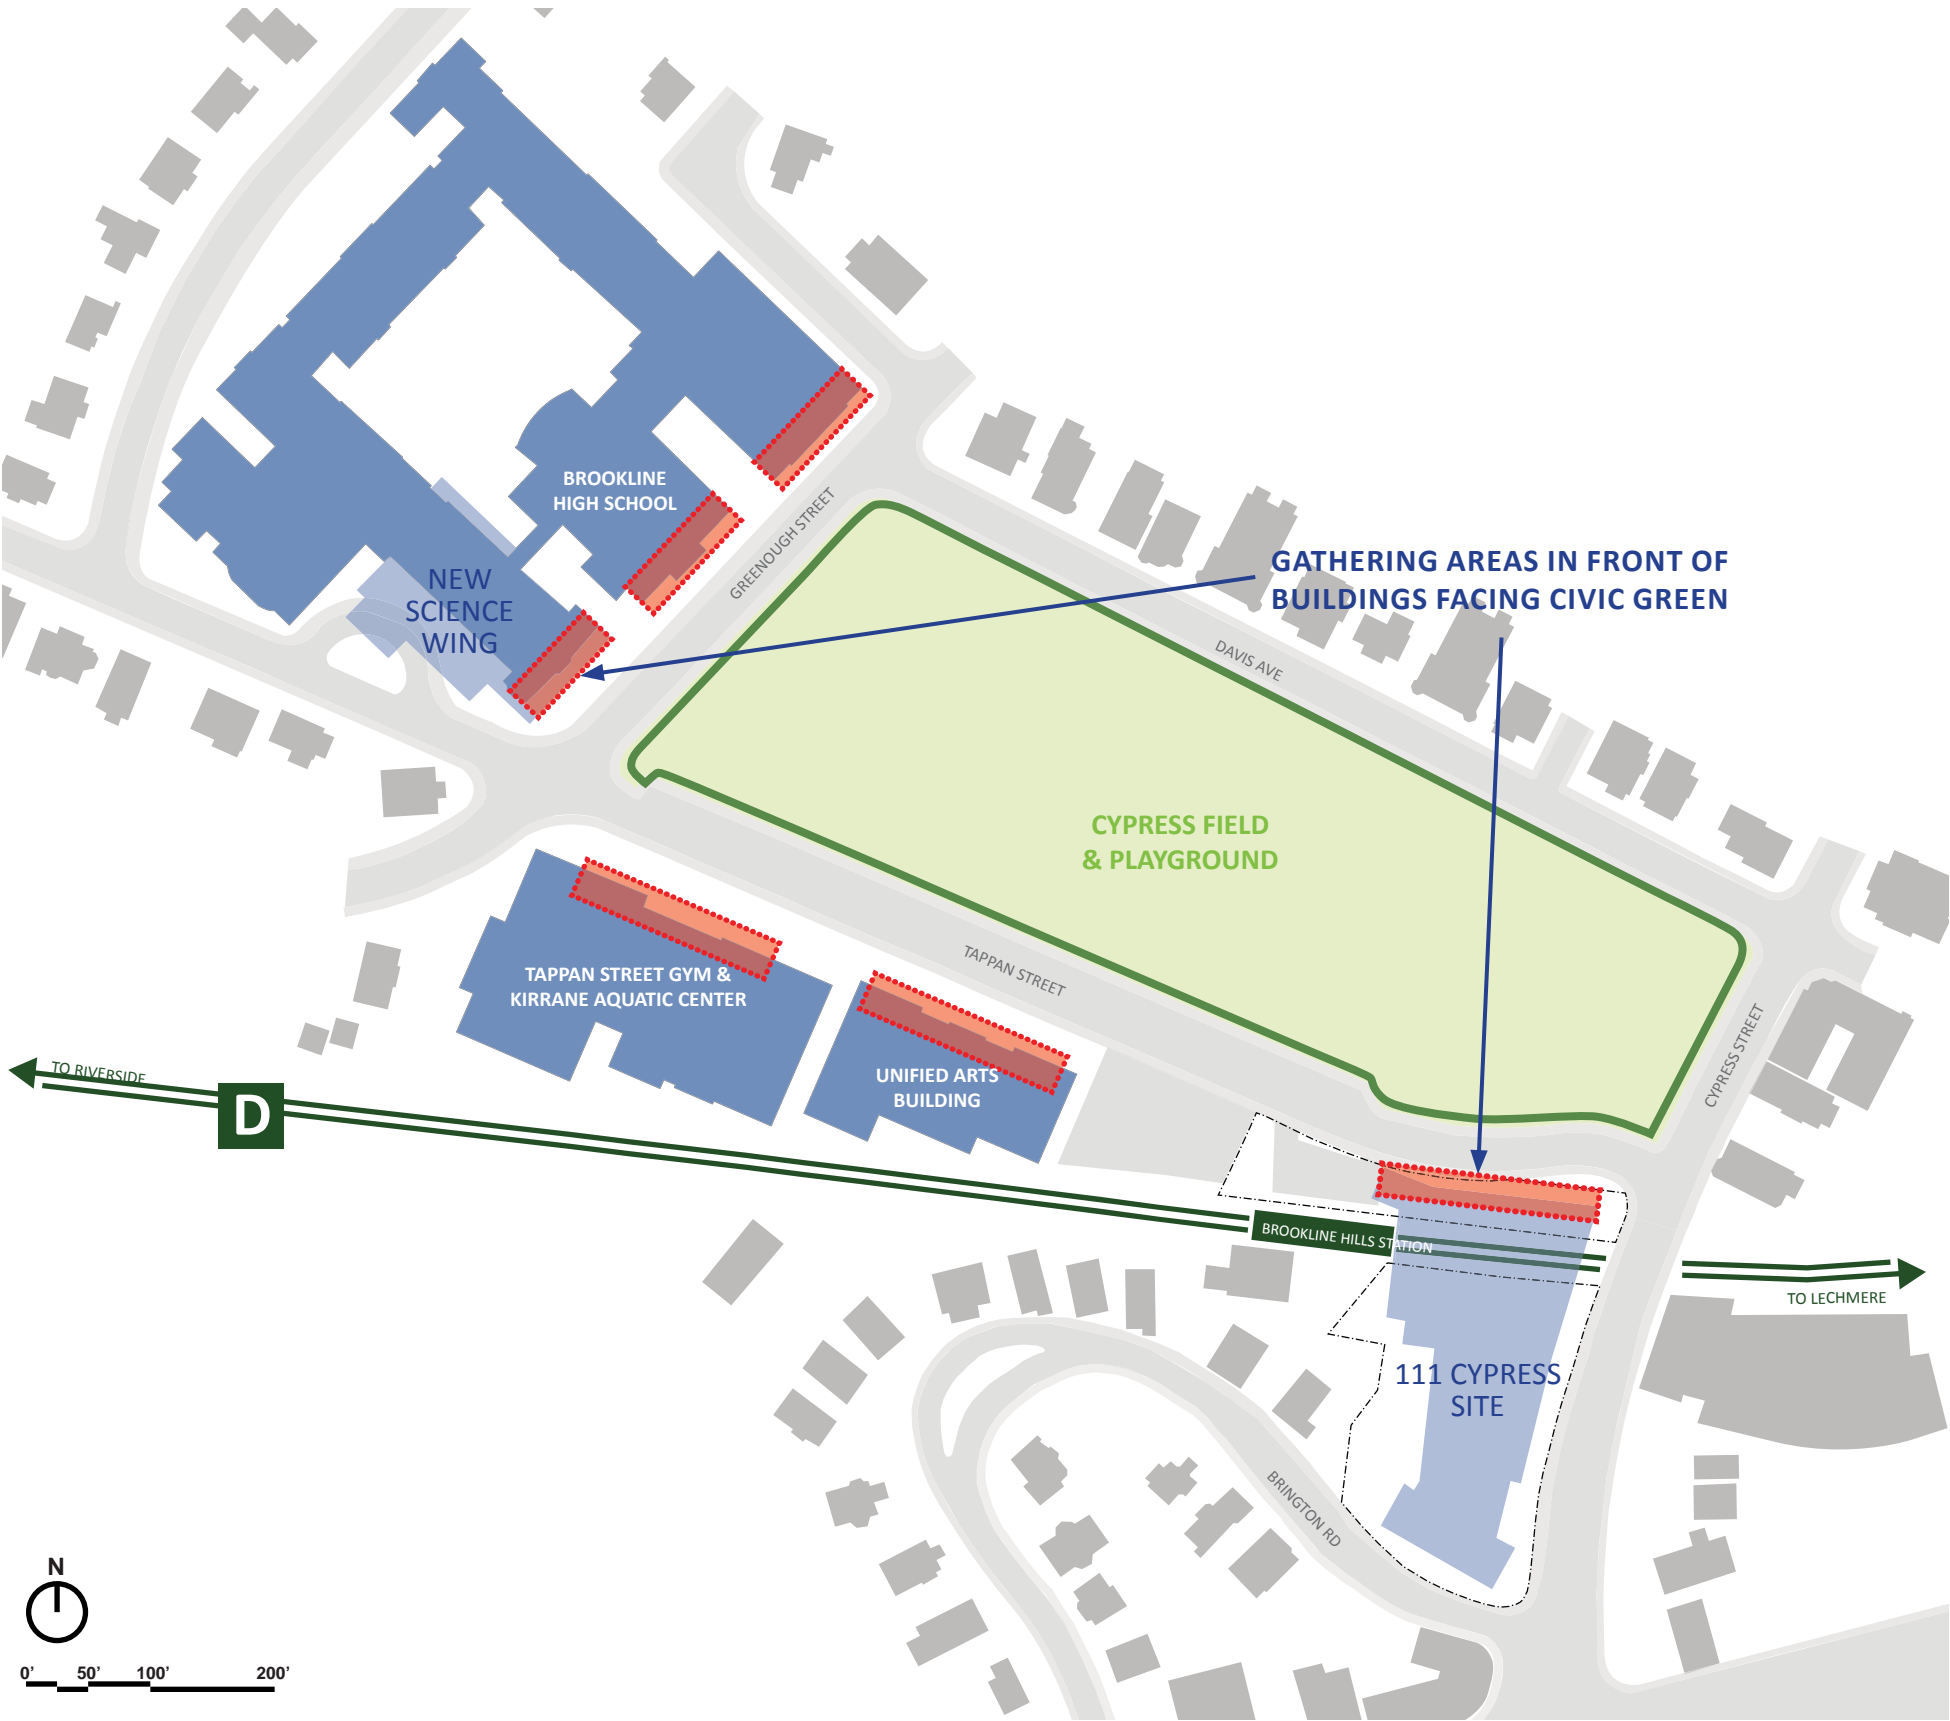 BROOKLINE
HIGH SCHOOL
GREENOUGH STREET
NEW
SCIENCE
WING
GATHERING AREAS IN FRONT OF
BUILDINGS FACING CIVIC GREEN
DAVIS AVE
CYPRESS FIELD
& PLAYGROUND
TAPPAN STREET
TAPPAN STREET GYM &
KIRRANE AQUATIC CENTER
CYPRESS STREET
UNIFIED ARTS
BUILDING
TO RIVERSIDE
D
BROOKLINE HILLS STATION
TO LECHMERE
111 CYPRESS
SITE
BRINGTON RD
N
0' 50' 100' 200'